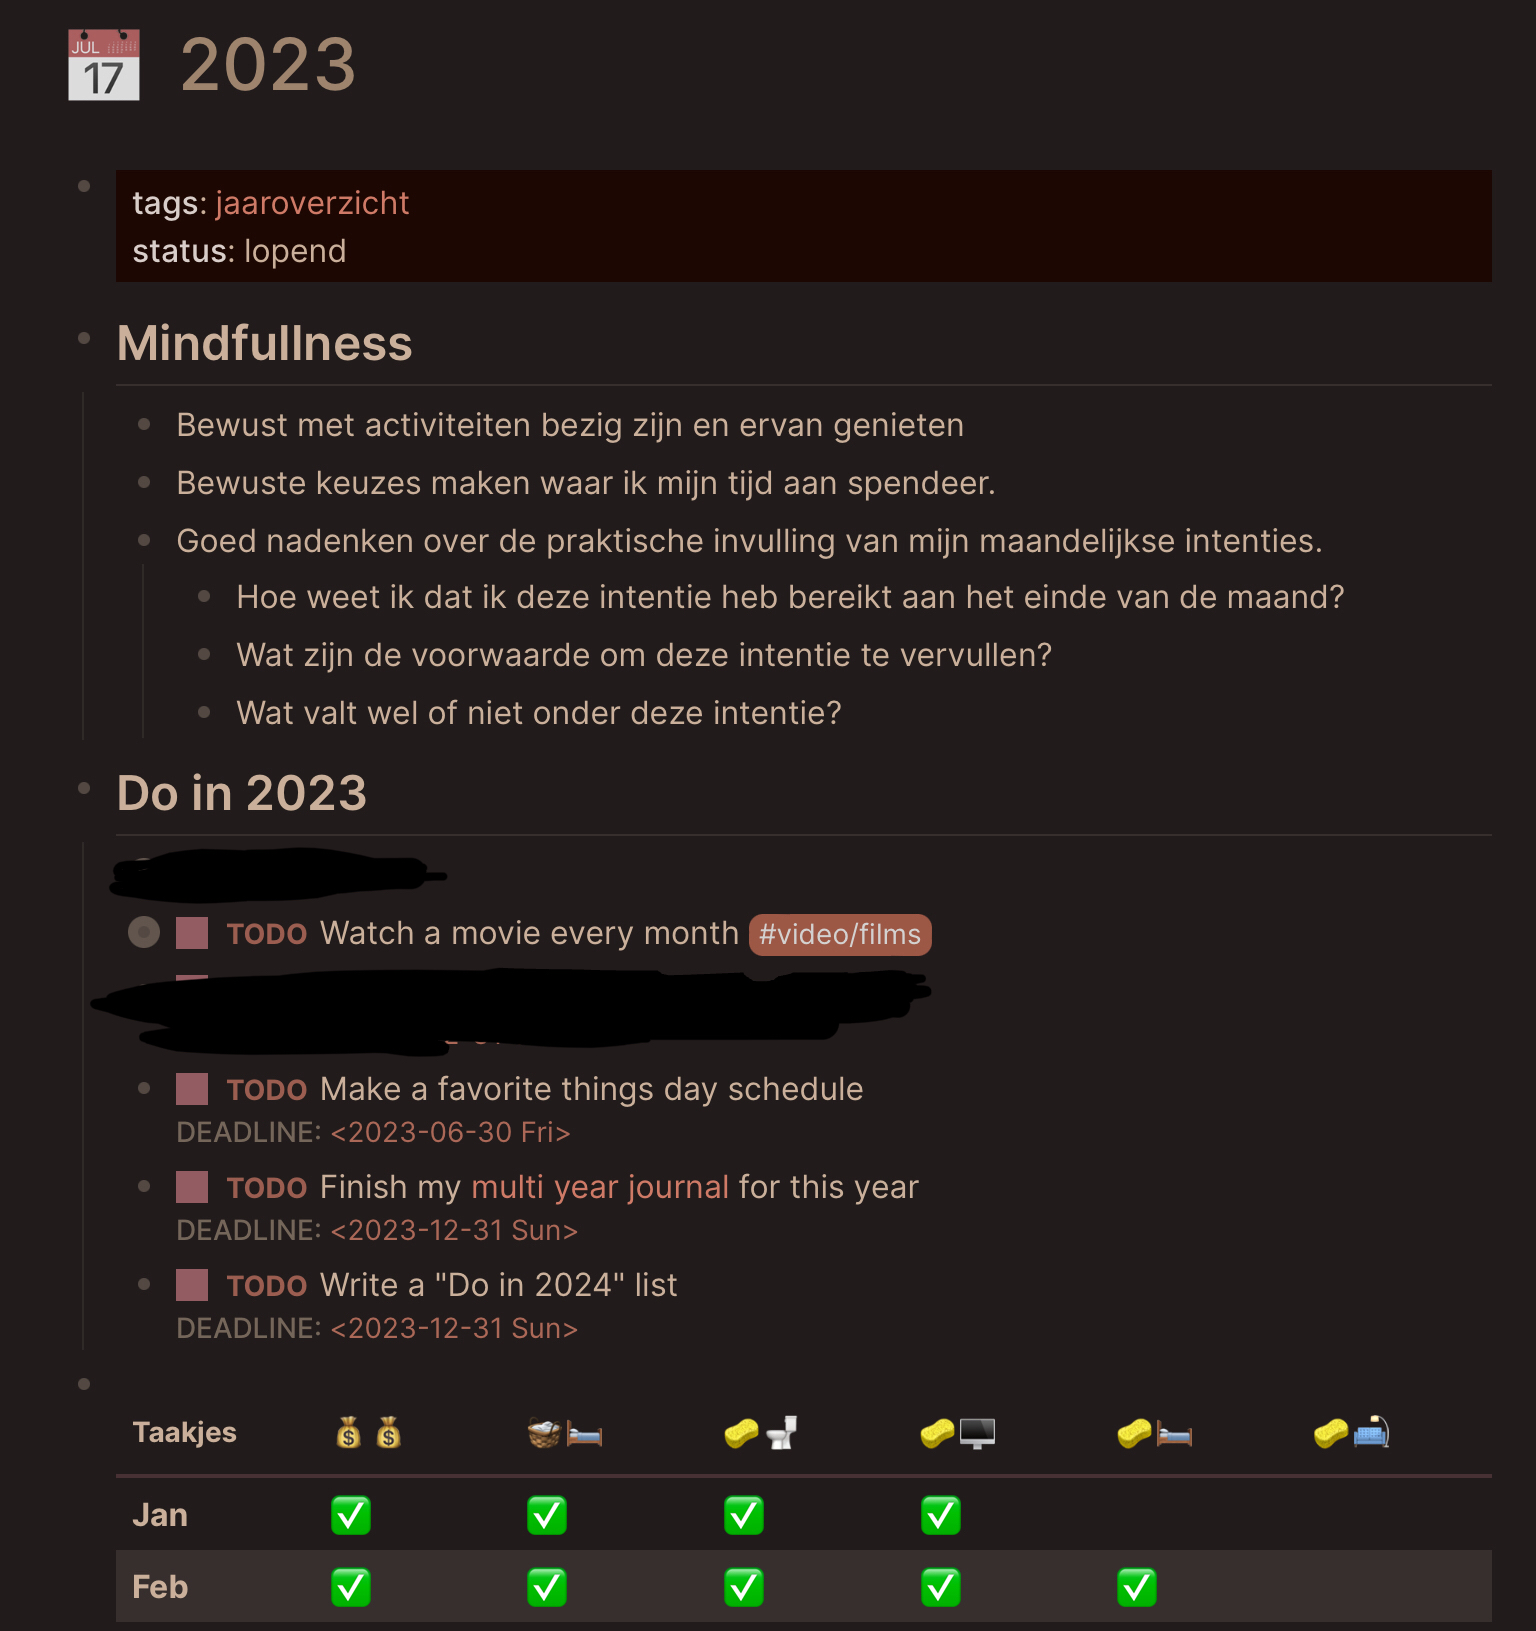 JUL
17
2023
tags: jaaroverzicht
status: lopend
Mindfullness
Bewust met activiteiten bezig zijn en ervan genieten
Bewuste keuzes maken waar ik mijn tijd aan spendeer.
Goed nadenken over de praktische invulling van mijn maandelijkse intenties.
Hoe weet ik dat ik deze intentie heb bereikt aan het einde van de maand?
Wat zijn de voorwaarde om deze intentie te vervullen?
Wat valt wel of niet onder deze intentie?
Do in 2023
TODO Watch a movie every month #video/films
TODO Make a favorite things day schedule
DEADLINE: <2023-06-30 Fri>
TODO Finish my multi year journal for this year
DEADLINE: <2023-12-31 Sun>
TODO Write a "Do in 2024" list
DEADLINE: <2023-12-31 Sun>
Taakjes
Jan
Feb